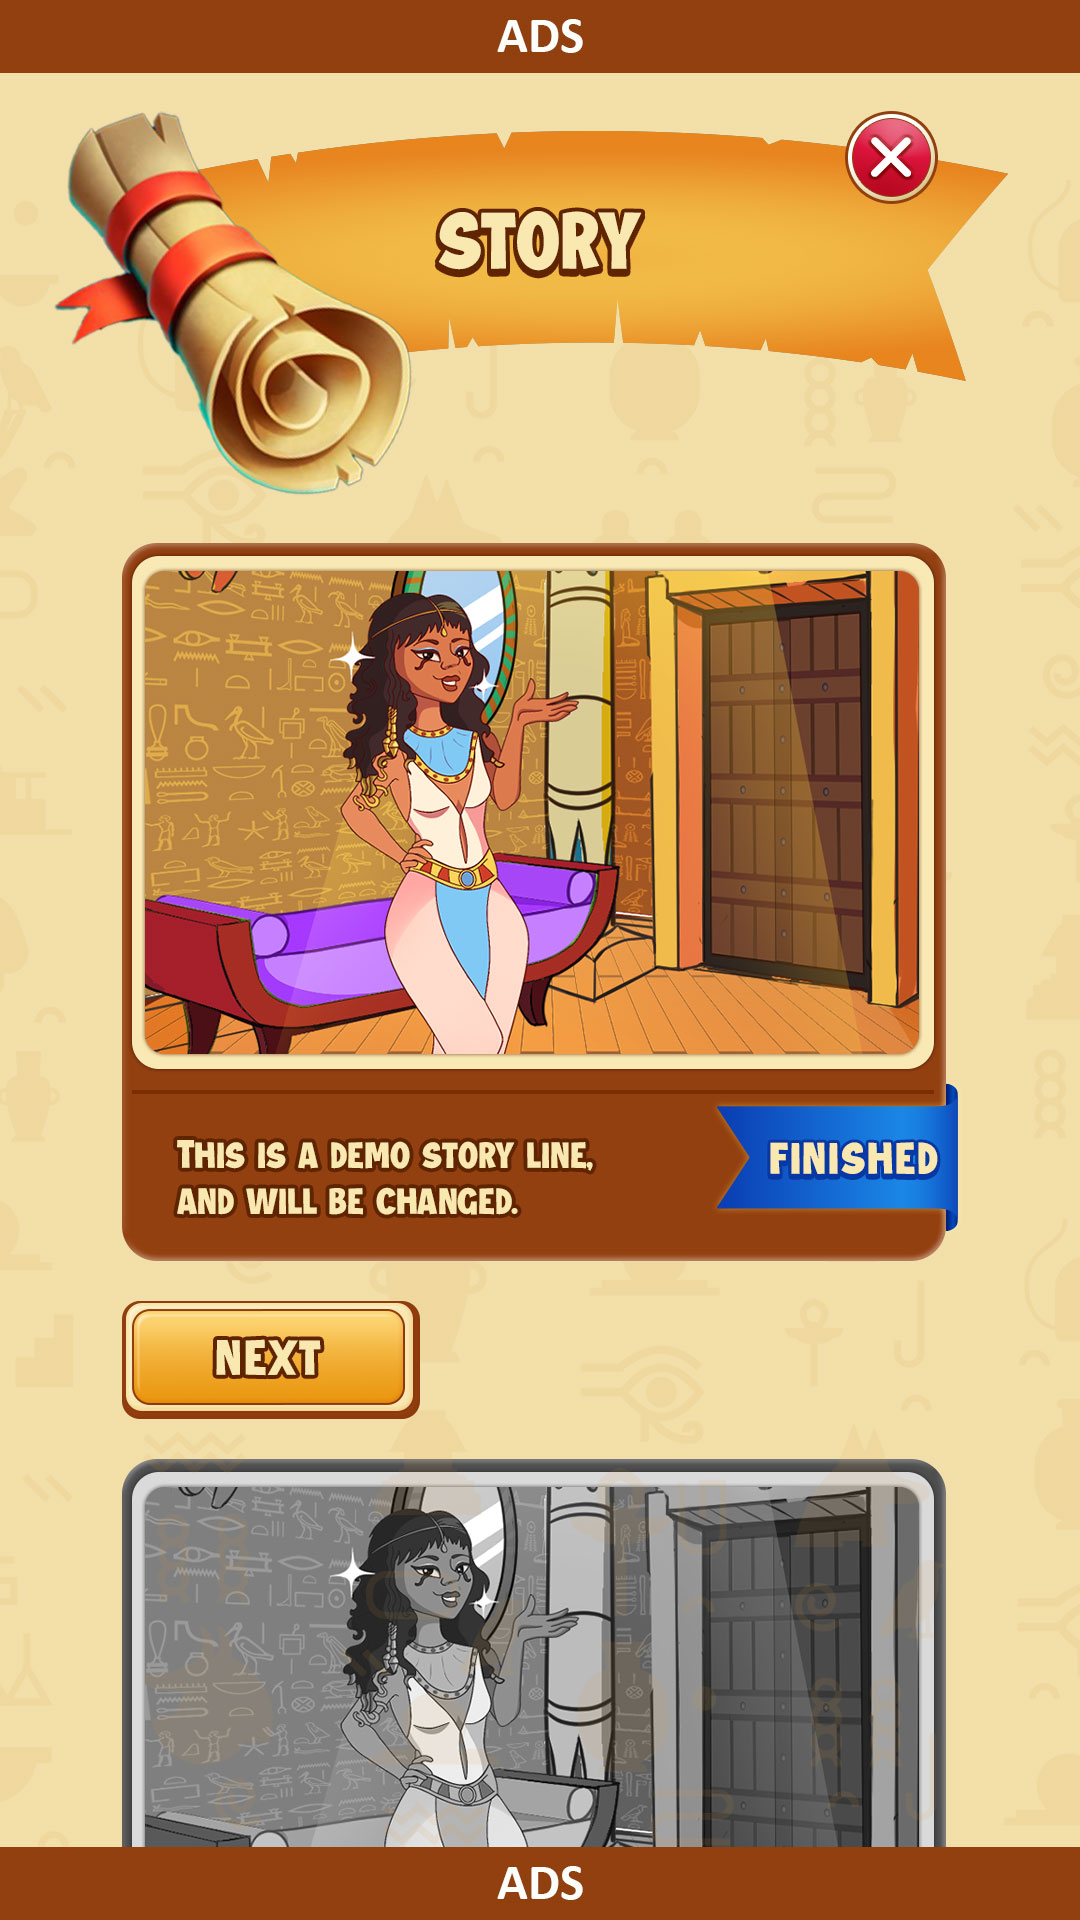 ADS
STORY
THIS IS A DEMO STORY LINE,
AND WILL BE CHANGED.
FINISHED
NEXT
ADS